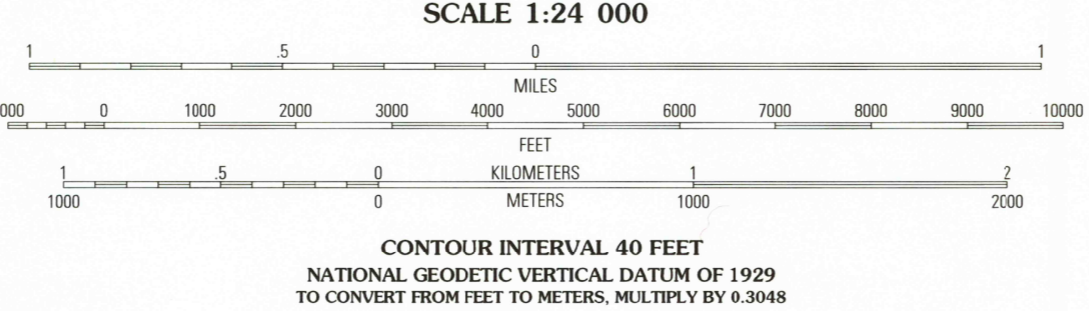 SCALE 1:24 000
1 .5 0 1
MILES
000 0 1000 2000 3000 4000 5000 6000 7000 8000 9000 10000
FEET
1 .5 0 KILOMETERS 1 2
1000 0 METERS 1000 2000
CONTOUR INTERVAL 40 FEET
NATIONAL GEODETIC VERTICAL DATUM OF 1929
TO CONVERT FROM FEET TO METERS, MULTIPLY BY 0.3048